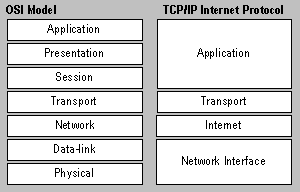 OSI Model
TCP/IP Internet Protocol
Application
Presentation
Session
Transport
Network
Data-link
Physical
Application
Transport
Internet
Network Interface